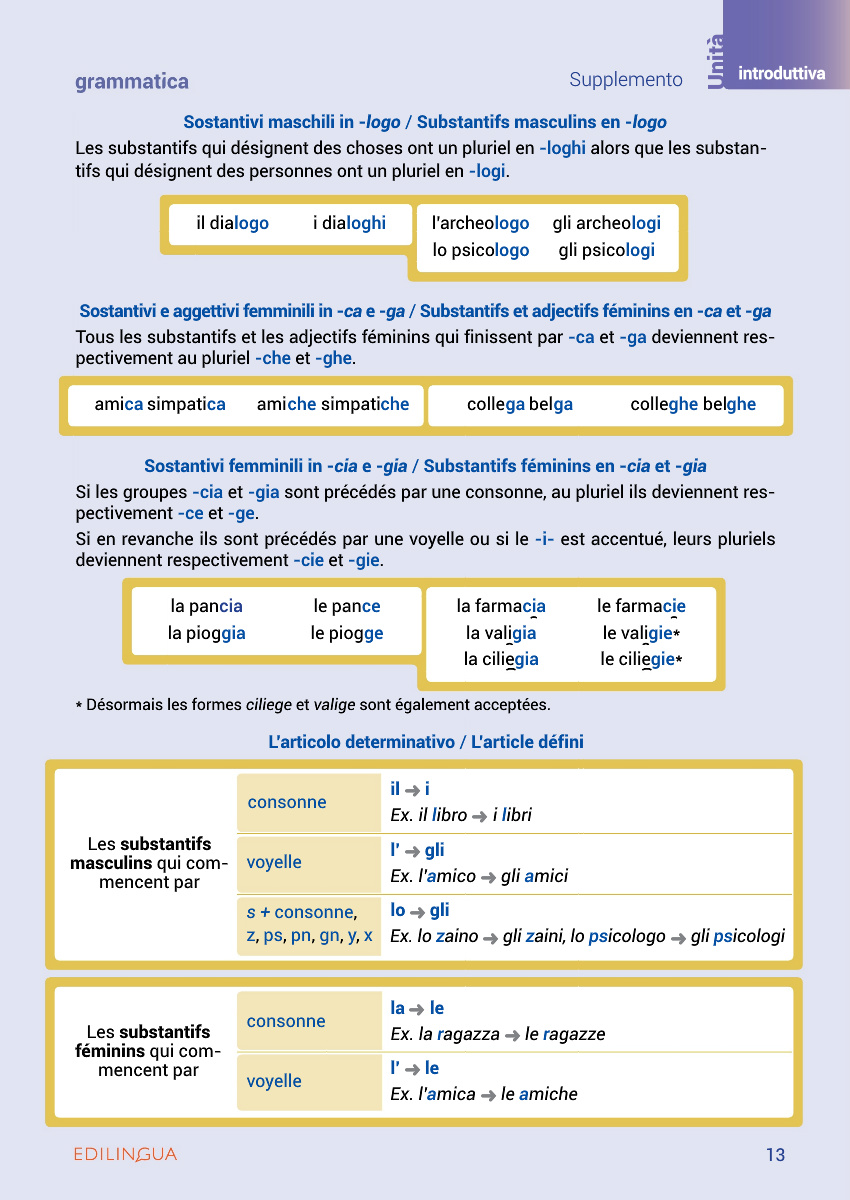 grammatica
Supplemento
Unità
introduttiva
Sostantivi maschili in -logo / Substantifs masculins en -logo
Les substantifs qui désignent des choses ont un pluriel en -loghi alors que les substan-
tifs qui désignent des personnes ont un pluriel en -logi.
il dialogo i dialoghi
l'archeologo gli archeologi
lo psicologo gli psicologi
Sostantivi e aggettivi femminili in -ca e -ga / Substantifs et adjectifs féminins en -ca et -ga
Tous les substantifs et les adjectifs féminins qui finissent par -ca et -ga deviennent res-
pectivement au pluriel -che et -ghe.
amica simpatica amiche simpatiche collega belga colleghe belghe
Sostantivi femminili in -cia e -gia / Substantifs féminins en -cia et -gia
Si les groupes -cia et -gia sont précédés par une consonne, au pluriel ils deviennent res-
pectivement -ce et -ge.
Si en revanche ils sont précédés par une voyelle ou si le -i- est accentué, leurs pluriels
deviennent respectivement -cie et -gie.
la pancia le pance
la pioggia le piogge
la farmacia le farmacie
la valigia le valigie*
la ciliegia le ciliegie*
* Désormais les formes ciliege et valige sont également acceptées.
L'articolo determinativo / L'article défini
Les substantifs
masculins qui com-
mencent par
consonne
il ➜ i
Ex. il libro ➜ i libri
voyelle
l' ➜ gli
Ex. l'amico ➜ gli amici
s + consonne,
z, ps, pn, gn, y, x
lo ➜ gli
Ex. lo zaino ➜ gli zaini, lo psicologo ➜ gli psicologi
Les substantifs
féminins qui com-
mencent par
consonne
la ➜ le
Ex. la ragazza ➜ le ragazze
voyelle
l' ➜ le
Ex. l'amica ➜ le amiche
EDILINGUA
13